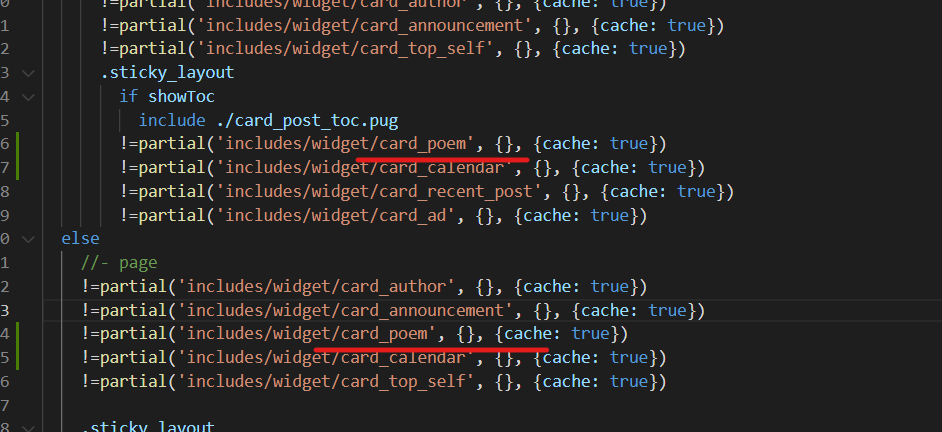 0 !=partial('includes/widget/card_author', {}, {cache: true})
1 !=partial('includes/widget/card_announcement', {}, {cache: true})
2 !=partial('includes/widget/card_top_self', {}, {cache: true})
3 .sticky_layout
4 if showToc
5 include ./card_post_toc.pug
6 !=partial('includes/widget/card_poem', {}, {cache: true})
7 !=partial('includes/widget/card_calendar', {}, {cache: true})
8 !=partial('includes/widget/card_recent_post', {}, {cache: true})
9 !=partial('includes/widget/card_ad', {}, {cache: true})
0 else
1 //- page
2 !=partial('includes/widget/card_author', {}, {cache: true})
3 !=partial('includes/widget/card_announcement', {}, {cache: true})
4 !=partial('includes/widget/card_poem', {}, {cache: true})
5 !=partial('includes/widget/card_calendar', {}, {cache: true})
6 !=partial('includes/widget/card_top_self', {}, {cache: true})
7
8 .sticky_layout